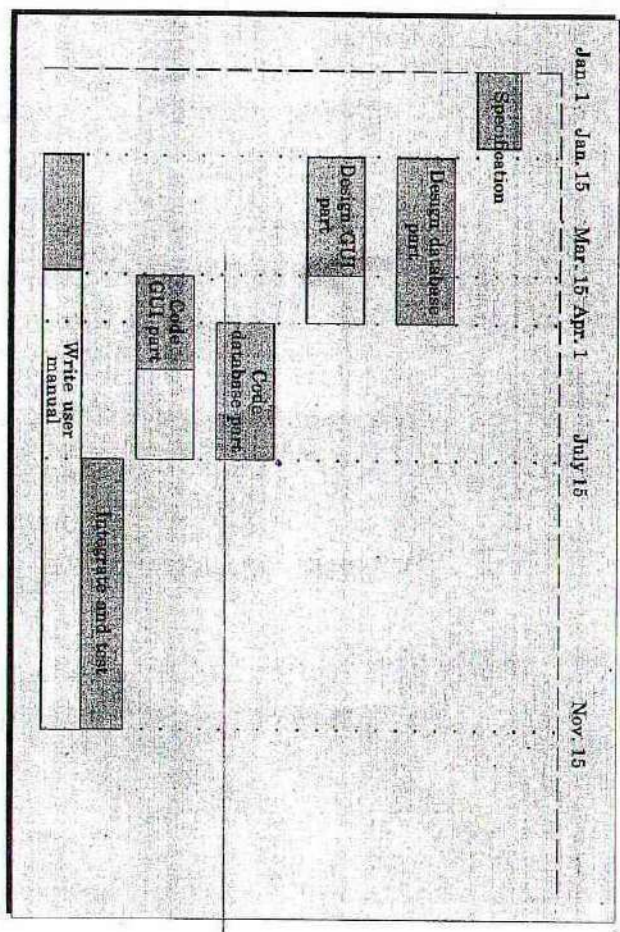 Jan. 1
Jan. 15
Mar. 15
Apr. 1
July 15
Nov. 15
Specification
Design database
part
Design GUI
part
Code
database part
Code
GUI part
Integrate and test
Write user
manual